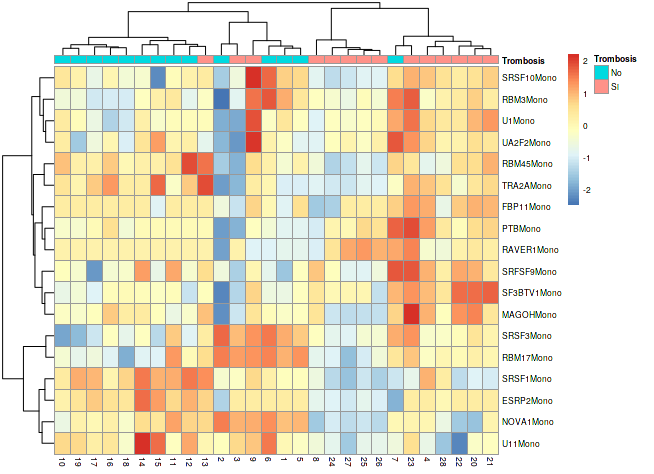 Trombosis
SRSF10Mono
RBM3Mono
U1Mono
UA2F2Mono
RBM45Mono
TRA2AMono
FBP11Mono
PTBMono
RAVER1Mono
SRFSF9Mono
SF3BTV1Mono
MAGOHMono
SRSF3Mono
RBM17Mono
SRSF1Mono
ESRP2Mono
NOVA1Mono
U11Mono
10 19 17 16 18 14 15 11 12 13 2 3 9 6 1 5 8 24 27 25 26 7 23 4 28 22 20 21
2
1
0
-1
-2
Trombosis
No
SI